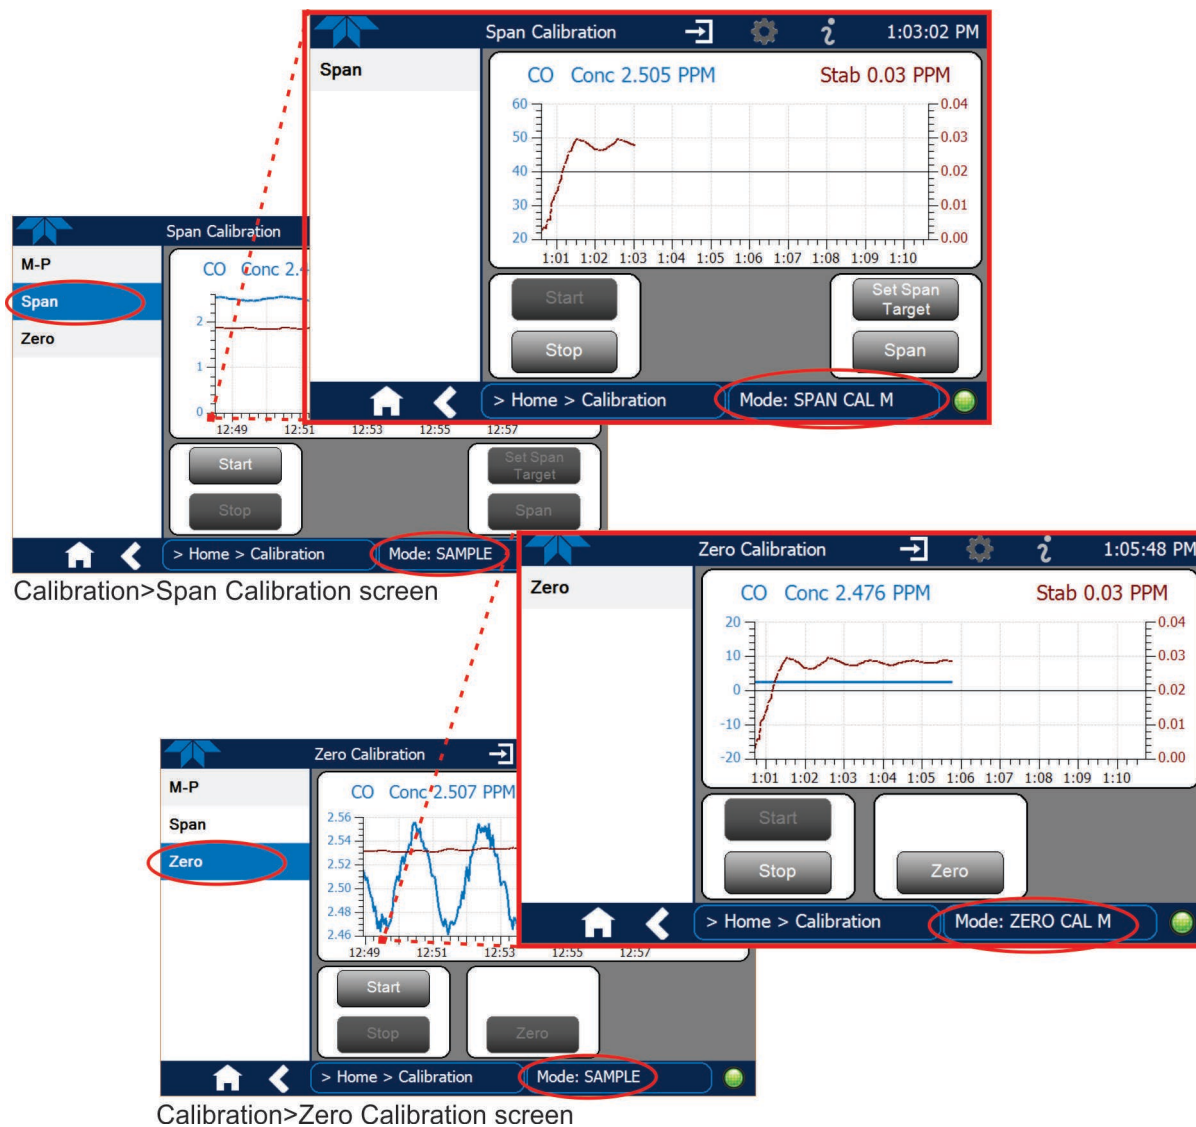 Span Calibration 1:03:02 PM
Span
CO Conc 2.505 PPM Stab 0.03 PPM
60 0.04
50 0.03
40 0.02
30 0.01
20 0.00
1:01 1:02 1:03 1:04 1:05 1:06 1:07 1:08 1:09 1:10
Start
Stop
Set Span
Target
Span
> Home > Calibration Mode: SPAN CAL M
Span Calibration
M-P
Span
Zero
CO Conc 2.4
2
1
0
12:49 12:51 12:53 12:55 12:57
Start
Stop
Set Span
Target
Span
> Home > Calibration Mode: SAMPLE
Calibration>Span Calibration screen
Zero Calibration 1:05:48 PM
Zero
CO Conc 2.476 PPM Stab 0.03 PPM
20 0.04
10 0.03
0 0.02
-10 0.01
-20 0.00
1:01 1:02 1:03 1:04 1:05 1:06 1:07 1:08 1:09 1:10
Start
Stop
Zero
> Home > Calibration Mode: ZERO CAL M
Zero Calibration
M-P
Span
Zero
CO Conc 2.507 PPM
2.56
2.54
2.52
2.50
2.48
2.46
12:49 12:51 12:53 12:55 12:57
Start
Stop
Zero
> Home > Calibration Mode: SAMPLE
Calibration>Zero Calibration screen